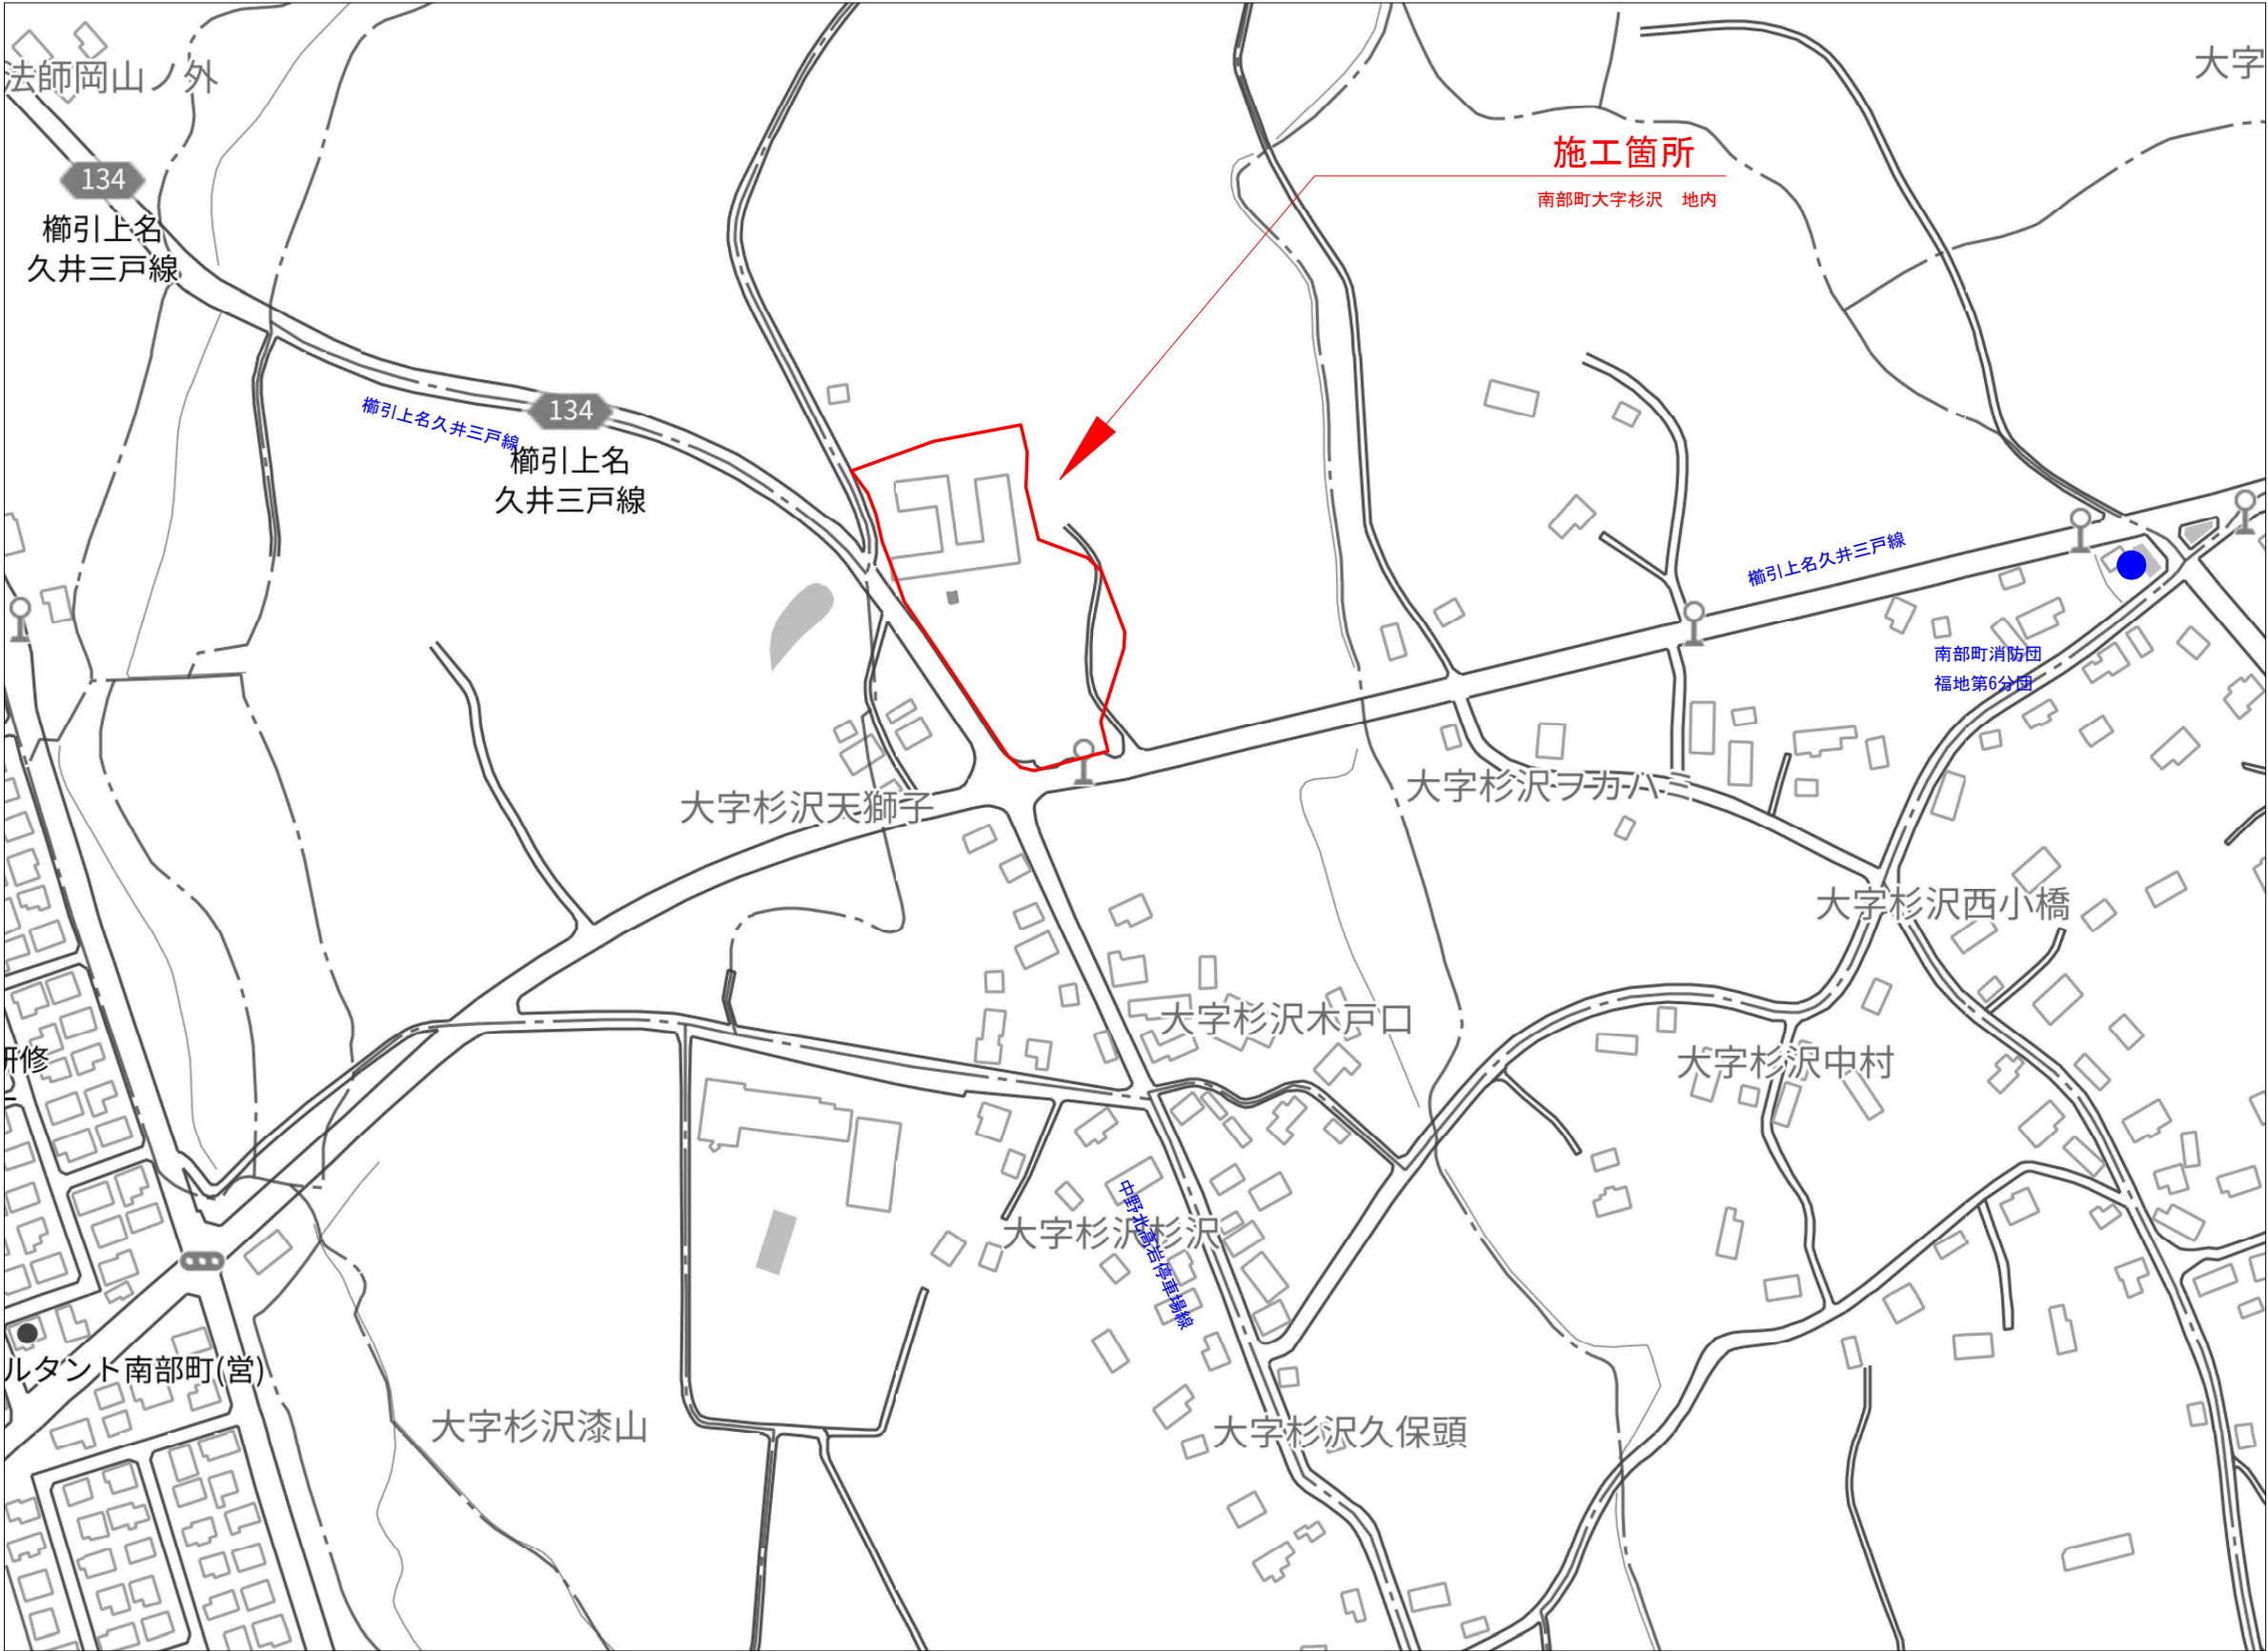 法師岡山ノ外
大字
施工箇所
南部町大字杉沢　地内
134
櫛引上名
久井三戸線
櫛引上名久井三戸線
134
櫛引上名
久井三戸線
櫛引上名久井三戸線
南部町消防団
福地第6分団
大字杉沢天獅子
大字杉沢ヲカハ
大字杉沢西小橋
大字杉沢木戸口
大字杉沢中村
大字杉沢杉沢
中野北高岩停車場線
ルタント南部町(営)
大字杉沢漆山
大字杉沢久保頭